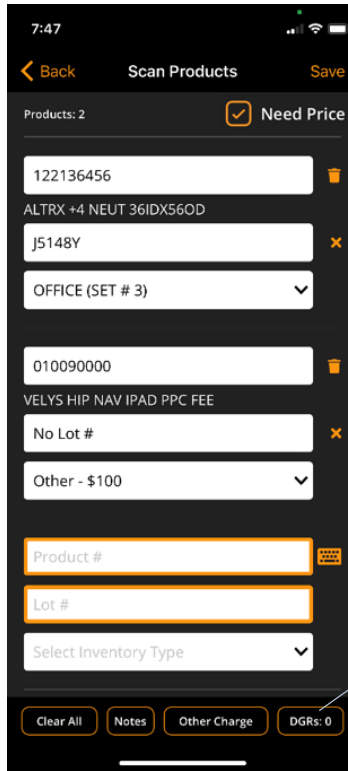 7:47
Back Scan Products Save
Products: 2 Need Price
122136456
ALTRX +4 NEUT 36IDX56OD
J5148Y
OFFICE (SET # 3)
010090000
VELYS HIP NAV IPAD PPC FEE
No Lot #
Other - $100
Product #
Lot #
Select Inventory Type
Clear All Notes Other Charge DGRs: 0